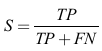 S = TP / (TP + FN)